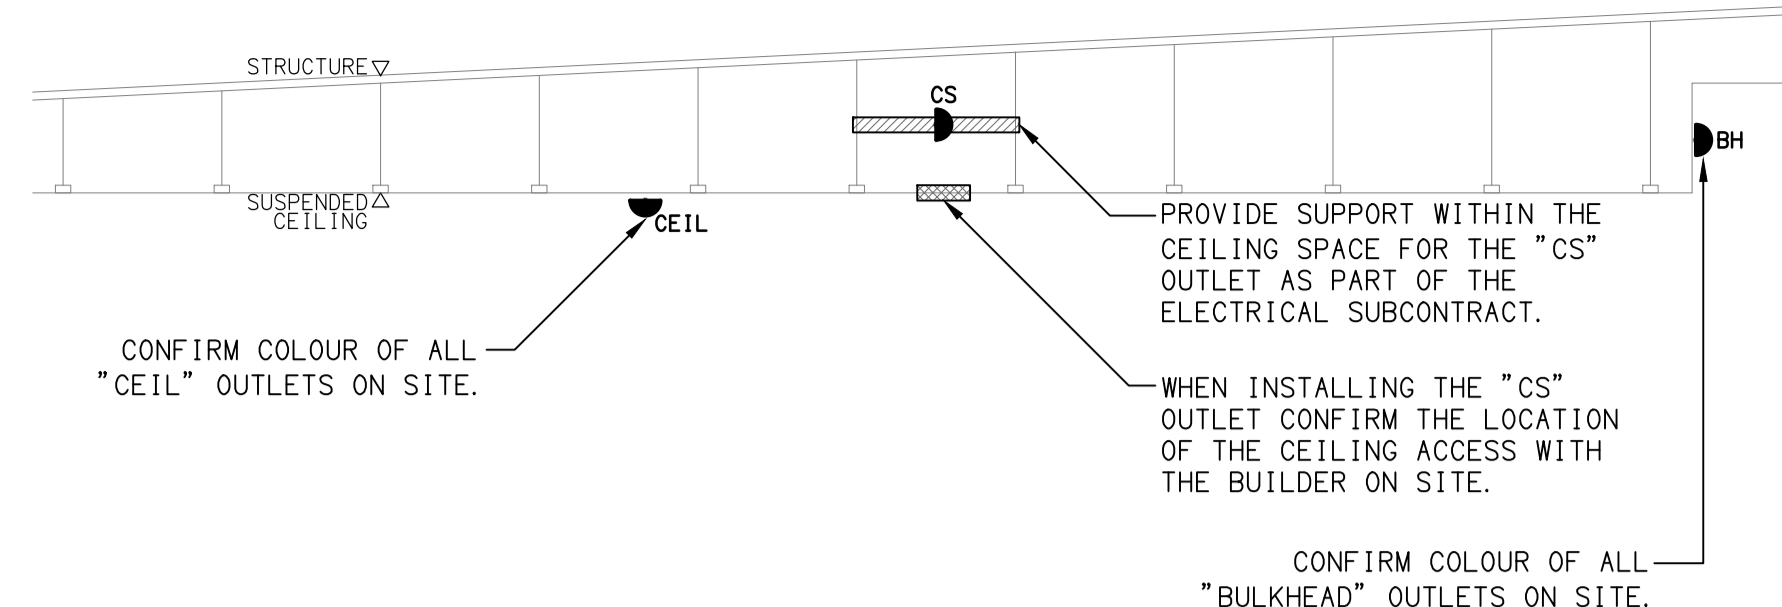 STRUCTURE
CS
BH
SUSPENDED
CEILING
CEIL
PROVIDE SUPPORT WITHIN THE
CEILING SPACE FOR THE "CS"
OUTLET AS PART OF THE
ELECTRICAL SUBCONTRACT.
CONFIRM COLOUR OF ALL
"CEIL" OUTLETS ON SITE.
WHEN INSTALLING THE "CS"
OUTLET CONFIRM THE LOCATION
OF THE CEILING ACCESS WITH
THE BUILDER ON SITE.
CONFIRM COLOUR OF ALL
"BULKHEAD" OUTLETS ON SITE.